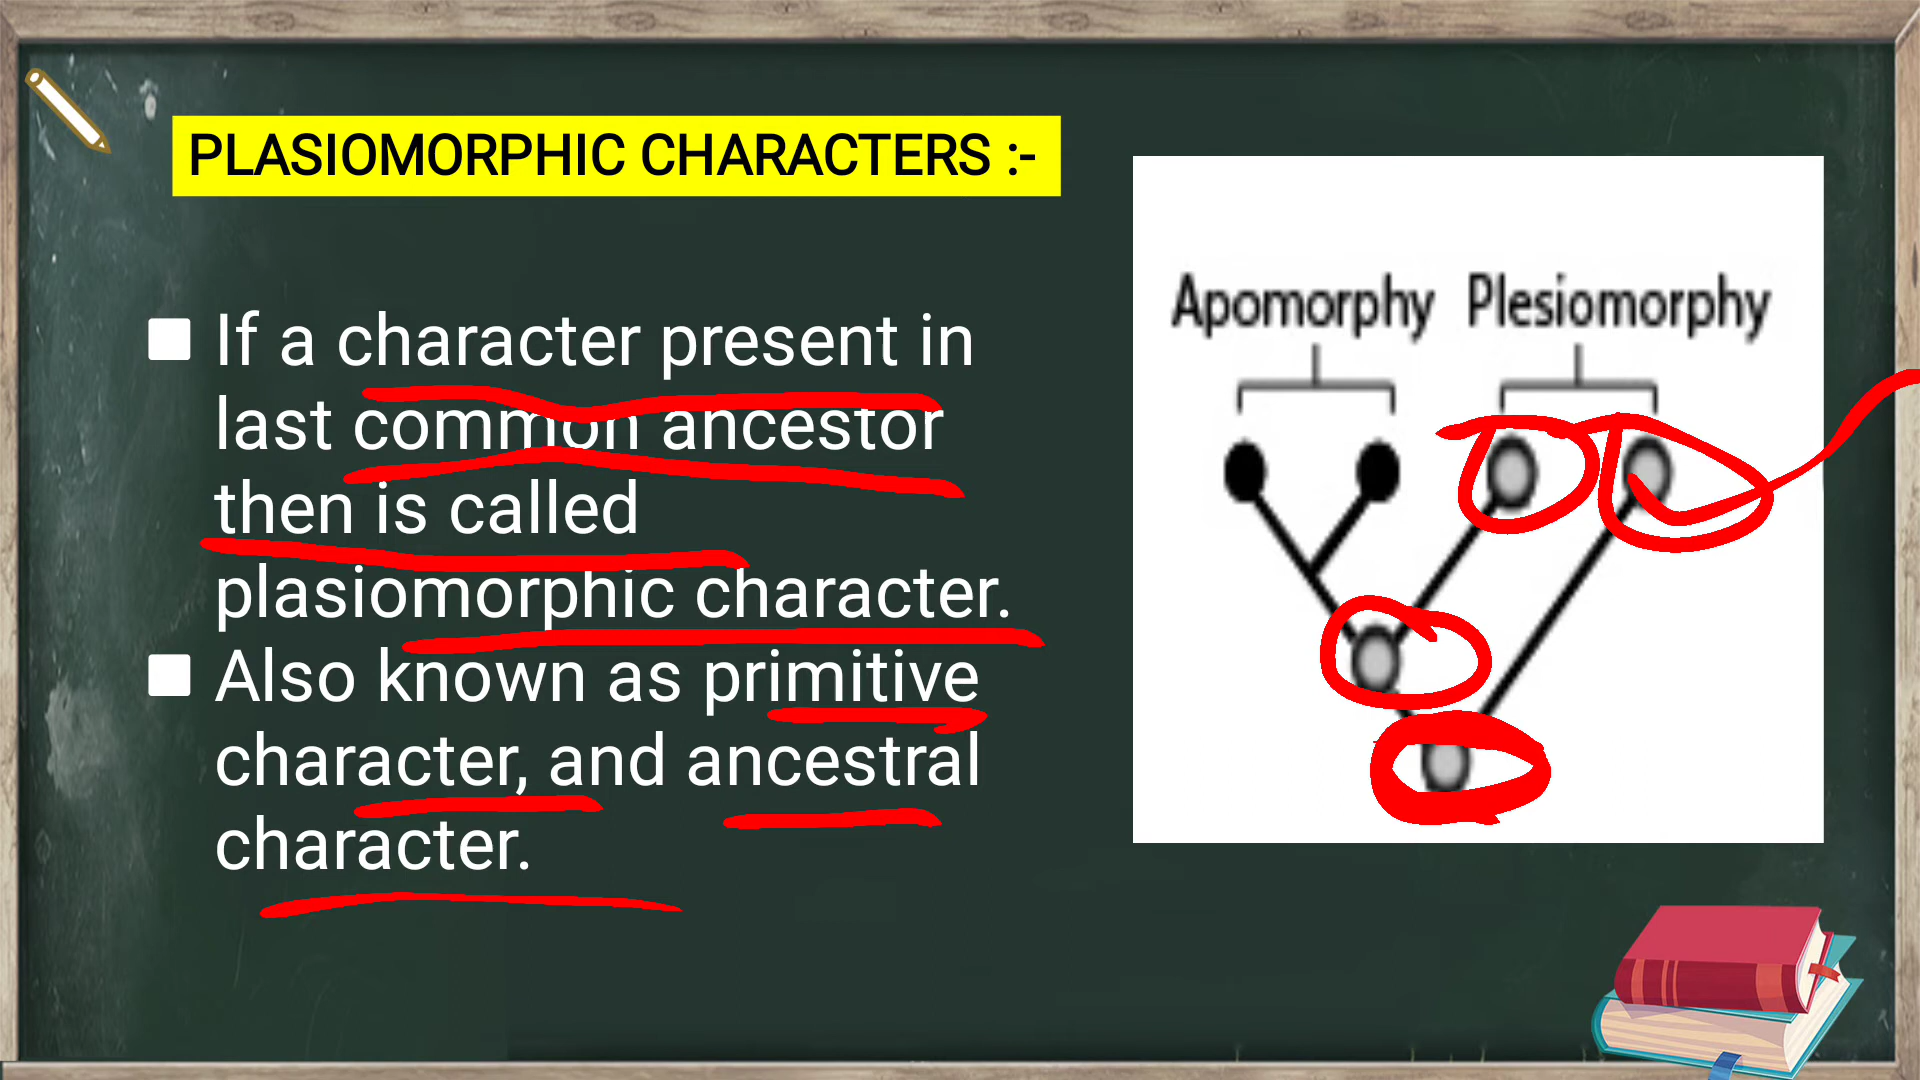 PLASIOMORPHIC CHARACTERS :-
If a character present in
last common ancestor
then is called
plasiomorphic character.
Also known as primitive
character, and ancestral
character.
Apomorphy Plesiomorphy